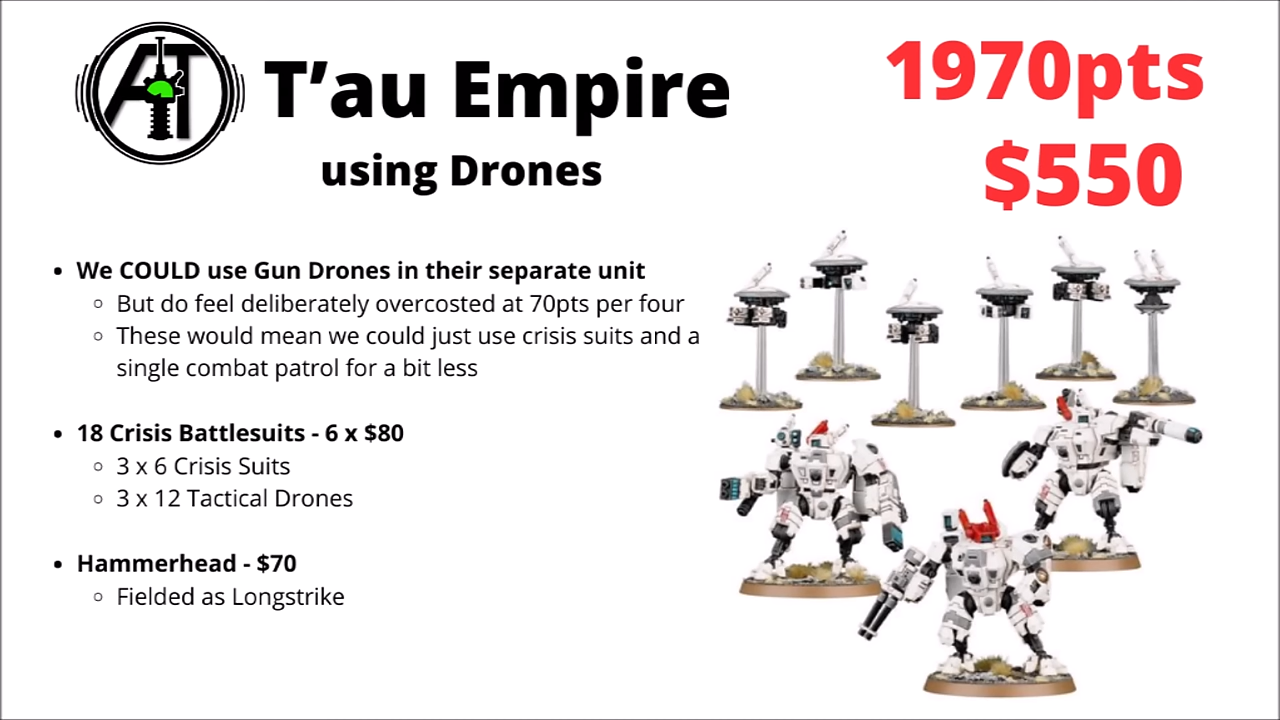 AT
T'au Empire
using Drones
1970pts
$550
• We COULD use Gun Drones in their separate unit
◦ But do feel deliberately overcosted at 70pts per four
◦ These would mean we could just use crisis suits and a
single combat patrol for a bit less
• 18 Crisis Battlesuits - 6 x $80
◦ 3 x 6 Crisis Suits
◦ 3 x 12 Tactical Drones
• Hammerhead - $70
◦ Fielded as Longstrike